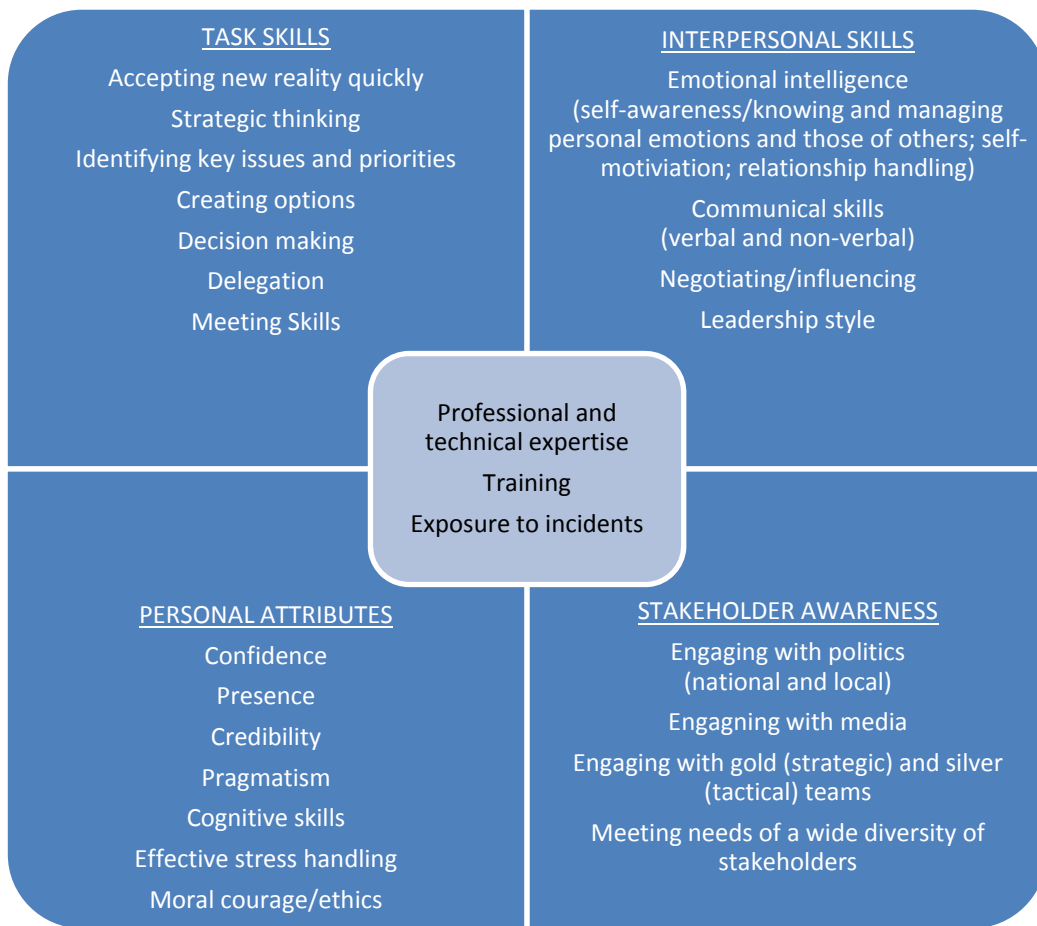 TASK SKILLS
Accepting new reality quickly
Strategic thinking
Identifying key issues and priorities
Creating options
Decision making
Delegation
Meeting Skills
INTERPERSONAL SKILLS
Emotional intelligence
(self-awareness/knowing and managing
personal emotions and those of others; self-
motiviation; relationship handling)
Communical skills
(verbal and non-verbal)
Negotiating/influencing
Leadership style
Professional and
technical expertise
Training
Exposure to incidents
PERSONAL ATTRIBUTES
Confidence
Presence
Credibility
Pragmatism
Cognitive skills
Effective stress handling
Moral courage/ethics
STAKEHOLDER AWARENESS
Engaging with politics
(national and local)
Engagning with media
Engaging with gold (strategic) and silver
(tactical) teams
Meeting needs of a wide diversity of
stakeholders